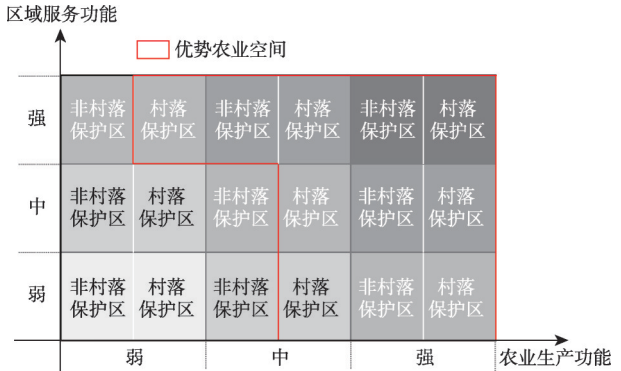 区域服务功能
优势农业空间
强
非村落 村落 非村落 村落 非村落 村落
保护区 保护区 保护区 保护区 保护区 保护区
中
非村落 村落 非村落 村落 非村落 村落
保护区 保护区 保护区 保护区 保护区 保护区
弱
非村落 村落 非村落 村落 非村落 村落
保护区 保护区 保护区 保护区 保护区 保护区
弱 中 强 农业生产功能